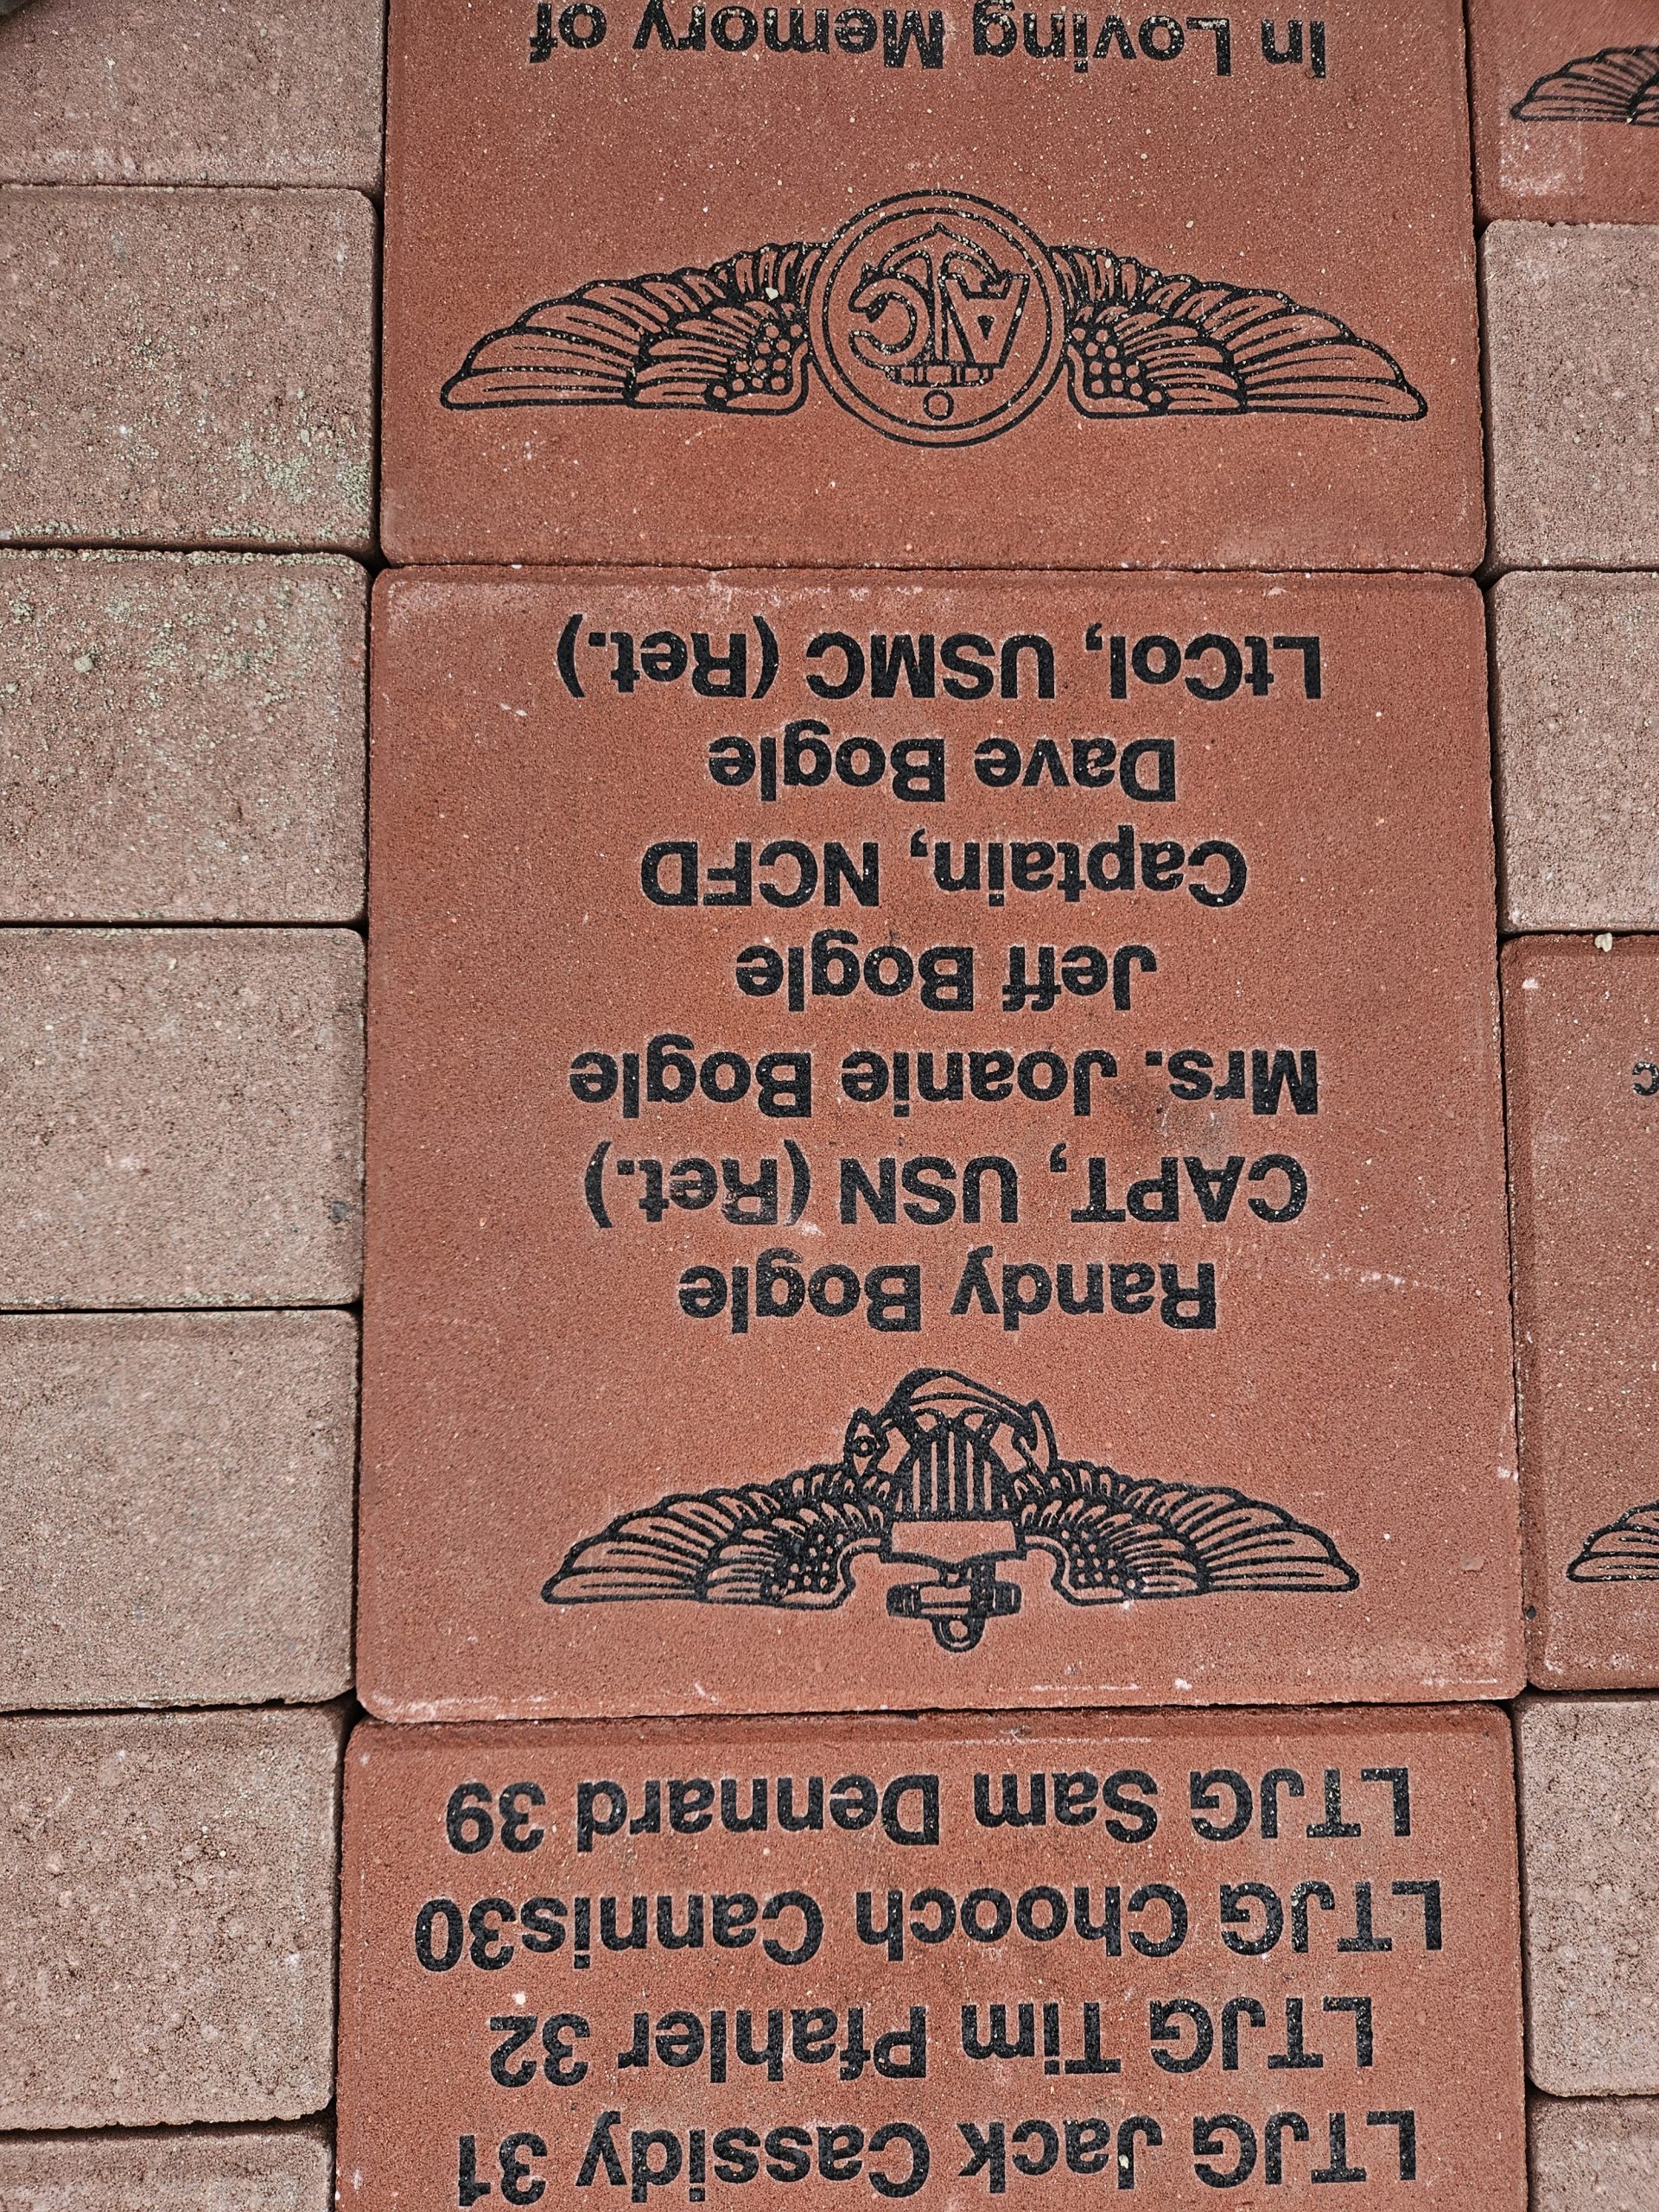 LTJG Jack Cassidy 31
LTJG Tim Pfahler 32
LTJG Chooch Cannis30
LTJG Sam Dennard 39
Randy Bogle
CAPT, USN (Ret.)
Mrs. Joanie Bogle
Jeff Bogle
Captain, NCFD
Dave Bogle
LtCol, USMC (Ret.)
AC
In Loving Memory of